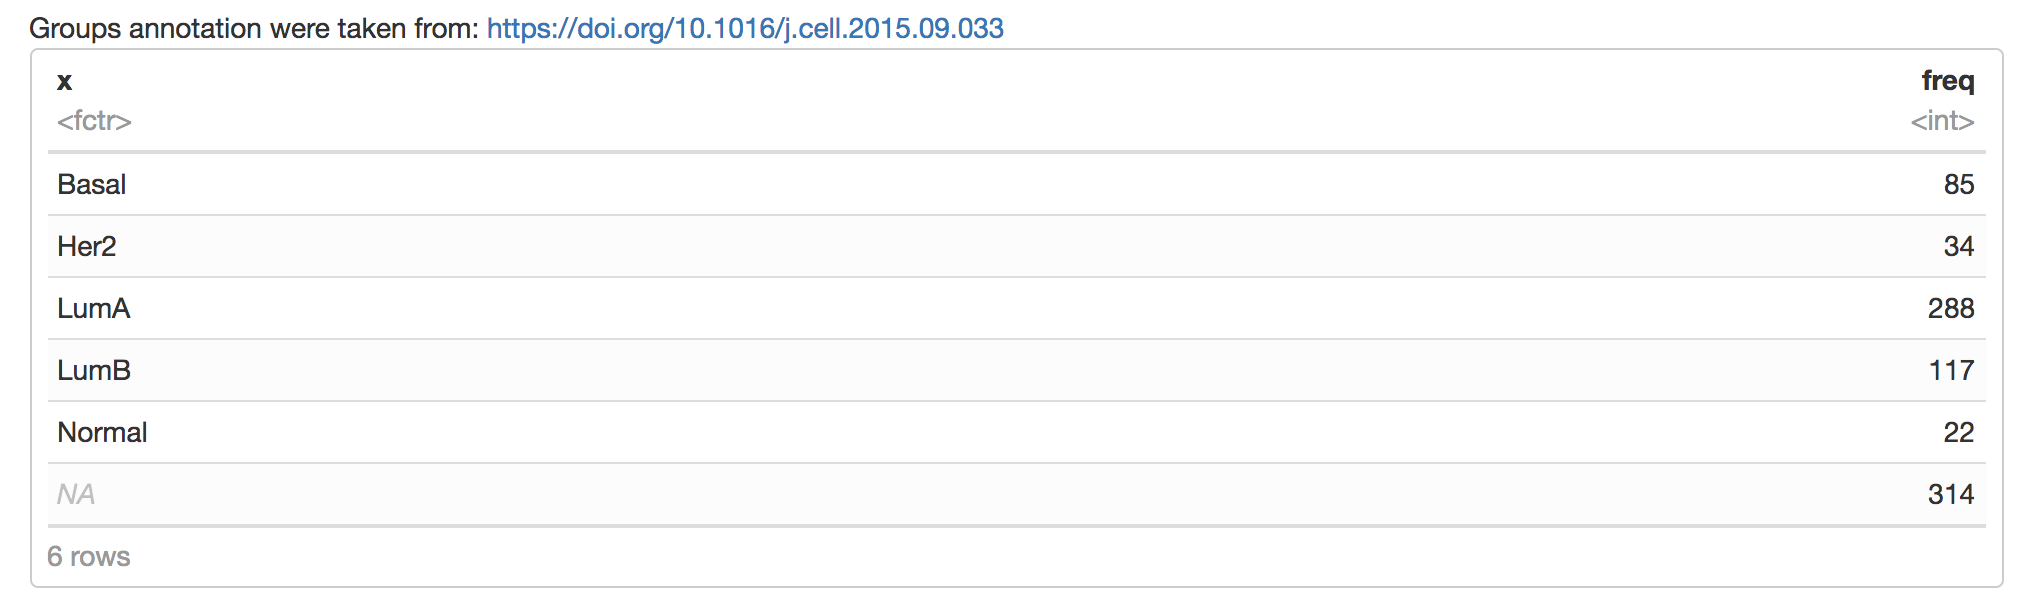 Groups annotation were taken from: https://doi.org/10.1016/j.cell.2015.09.033
x freq
<fctr> <int>
Basal 85
Her2 34
LumA 288
LumB 117
Normal 22
NA 314
6 rows